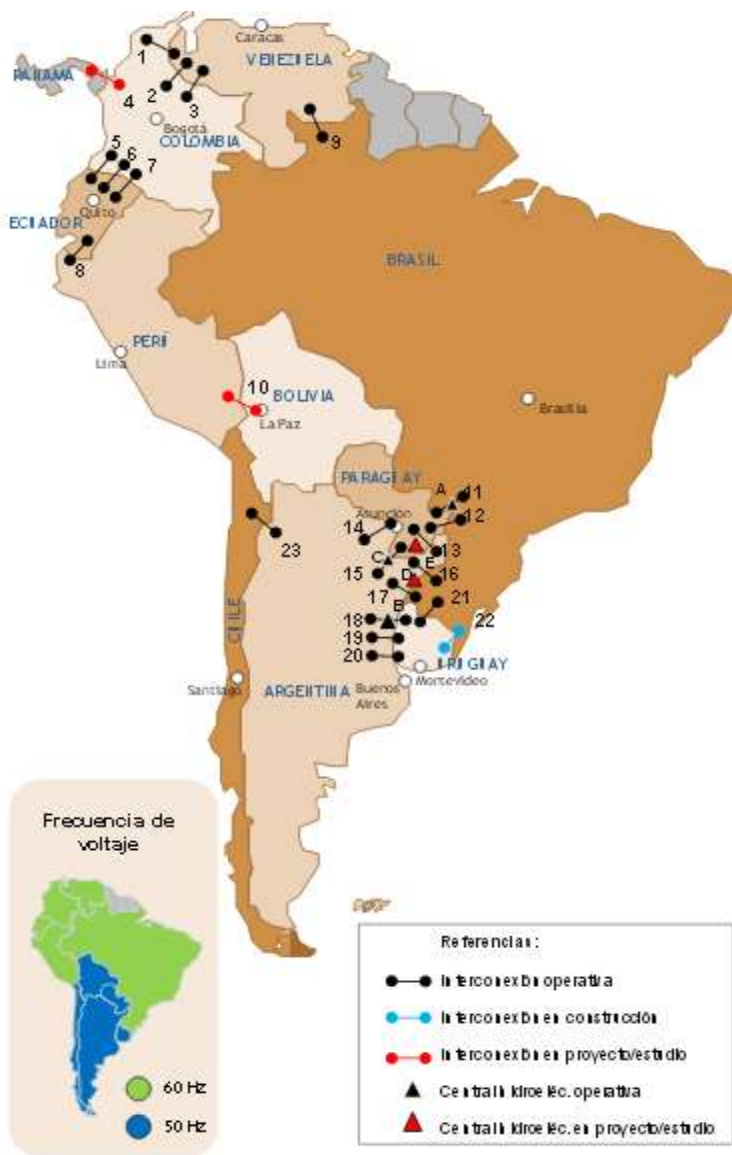 Caracas
VENEZUELA
1
PANAMÁ
4
2
3
Bogotá
COLOMBIA
9
5
6
7
Quito
ECUADOR
8
BRASIL
PERÚ
Lima
10
BOLIVIA
La Paz
Brasilia
PARAGUAY
A
11
Asunción
12
14
13
23
C
E
15
D
16
17
21
B
18
22
19
CHILE
20
URUGUAY
Montevideo
Santiago
ARGENTINA
Buenos
Aires
Frecuencia de
voltaje
60 Hz
50 Hz
Referencias:
Interconexión operativa
Interconexión en construcción
Interconexión en proyecto/estudio
Central hidroeléc. operativa
Central hidroeléc. en proyecto/estudio